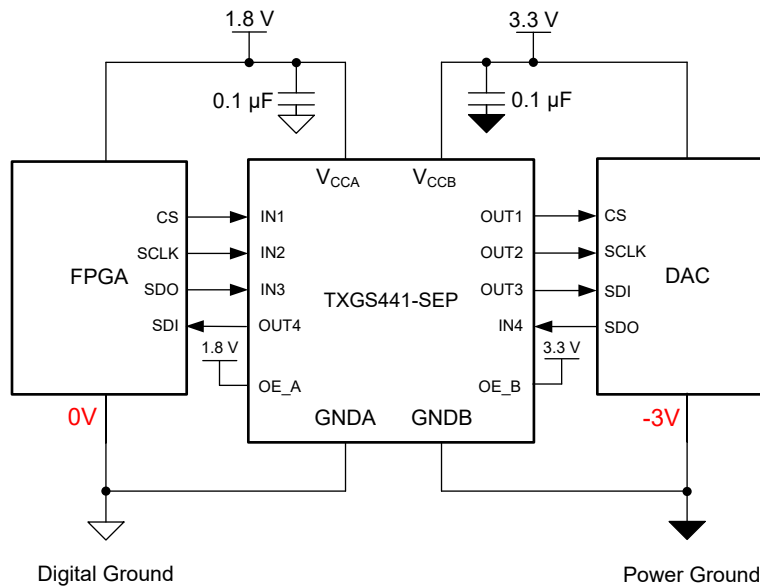 1.8 V
3.3 V
0.1 µF
0.1 µF
VCCA
VCCB
CS
IN1
OUT1
CS
SCLK
IN2
OUT2
SCLK
FPGA
DAC
SDO
IN3
TXGS441-SEP
OUT3
SDI
SDI
OUT4
IN4
SDO
1.8 V
3.3 V
OE_A
OE_B
0V
GNDA
GNDB
-3V
Digital Ground
Power Ground